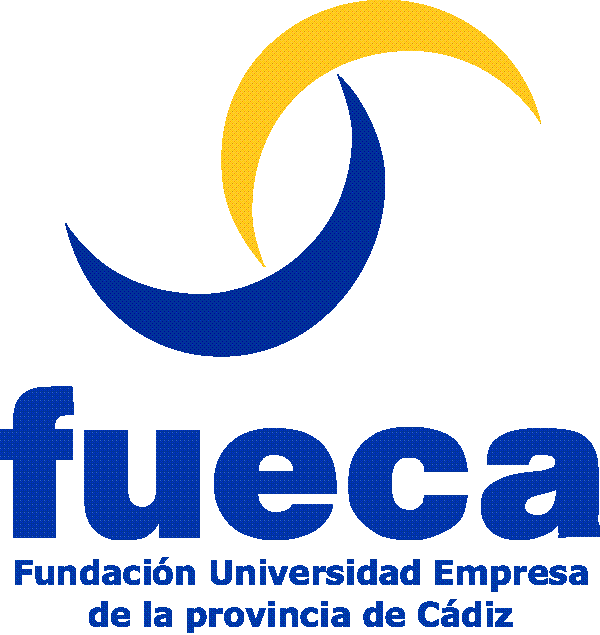 fueca
Fundación Universidad Empresa
de la provincia de Cádiz